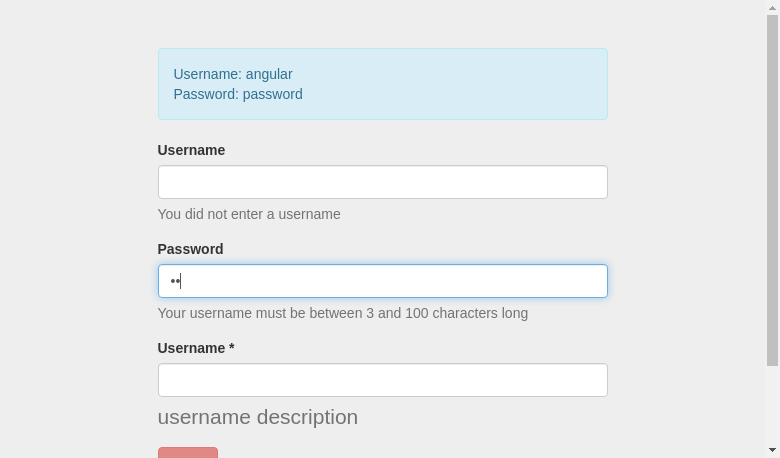 Username: angular
Password: password
Username
You did not enter a username
Password
••
Your username must be between 3 and 100 characters long
Username *
username description